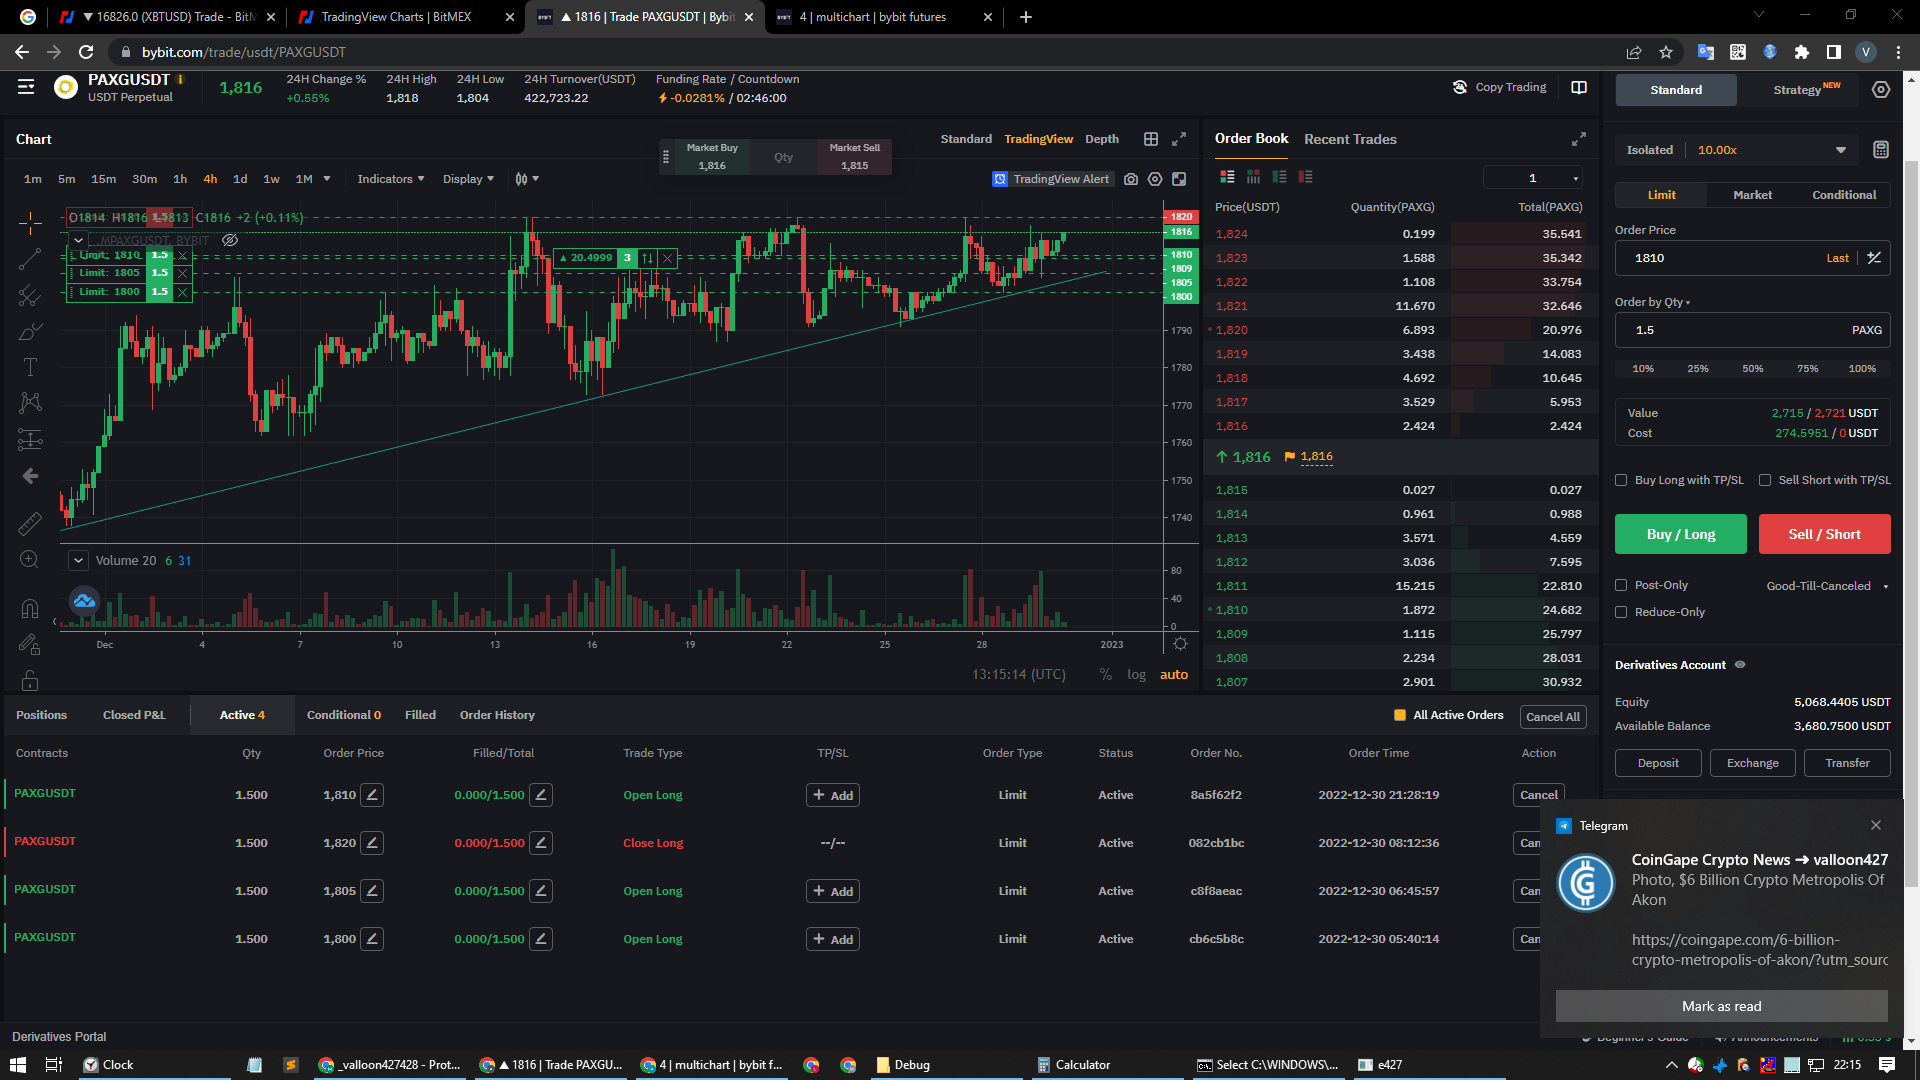 ▼ 16826.0 (XBTUSD) Trade - BitM
TradingView Charts | BitMEX
▲ 1816 | Trade PAXGUSDT | Bybit
4 | multichart | bybit futures
bybit.com/trade/usdt/PAXGUSDT
V
PAXGUSDT
USDT Perpetual
1,816
24H Change %
+0.55%
24H High
1,818
24H Low
1,804
24H Turnover(USDT)
422,723.22
Funding Rate / Countdown
-0.0281% / 02:46:00
Copy Trading
Standard
Strategy NEW
Chart
Market Buy
1,816
Qty
Market Sell
1,815
Standard TradingView Depth
1m 5m 15m 30m 1h 4h 1d 1w 1M
Indicators
Display
TradingView Alert
O1814 H1816 L1813 C1816 +2 (+0.11%)
.MPAXGUSDT, BYBIT
Limit: 1810 1.5
Limit: 1805 1.5
Limit: 1800 1.5
▲ 20.4999 3
1820
1816
1810
1809
1805
1800
1790
1780
1770
1760
1750
1740
Volume 20 6 31
80
40
0
Dec 4 7 10 13 16 19 22 25 28 2023
13:15:14 (UTC) % log auto
Order Book Recent Trades
1
Price(USDT) Quantity(PAXG) Total(PAXG)
1,824 0.199 35.541
1,823 1.588 35.342
1,822 1.108 33.754
1,821 11.670 32.646
1,820 6.893 20.976
1,819 3.438 14.083
1,818 4.692 10.645
1,817 3.529 5.953
1,816 2.424 2.424
1,816 1,816
1,815 0.027 0.027
1,814 0.961 0.988
1,813 3.571 4.559
1,812 3.036 7.595
1,811 15.215 22.810
1,810 1.872 24.682
1,809 1.115 25.797
1,808 2.234 28.031
1,807 2.901 30.932
Isolated 10.00x
Limit Market Conditional
Order Price
1810 Last
Order by Qty
1.5 PAXG
10% 25% 50% 75% 100%
Value 2,715 / 2,721 USDT
Cost 274.5951 / 0 USDT
Buy Long with TP/SL Sell Short with TP/SL
Buy / Long Sell / Short
Post-Only Good-Till-Canceled
Reduce-Only
Derivatives Account
Equity 5,068.4405 USDT
Available Balance 3,680.7500 USDT
Deposit Exchange Transfer
Positions Closed P&L Active 4 Conditional 0 Filled Order History
All Active Orders Cancel All
Contracts Qty Order Price Filled/Total Trade Type TP/SL Order Type Status Order No. Order Time Action
PAXGUSDT 1.500 1,810 0.000/1.500 Open Long + Add Limit Active 8a5f62f2 2022-12-30 21:28:19 Cancel
PAXGUSDT 1.500 1,820 0.000/1.500 Close Long --/-- Limit Active 082cb1bc 2022-12-30 08:12:36 Can
PAXGUSDT 1.500 1,805 0.000/1.500 Open Long + Add Limit Active c8f8aeac 2022-12-30 06:45:57 Can
PAXGUSDT 1.500 1,800 0.000/1.500 Open Long + Add Limit Active cb6c5b8c 2022-12-30 05:40:14 Can
Telegram
CoinGape Crypto News ➜ valloon427
Photo, $6 Billion Crypto Metropolis Of
Akon
https://coingape.com/6-billion-
crypto-metropolis-of-akon/?utm_sourc
Mark as read
Derivatives Portal
Clock
_valloon427428 - Prot...
▲ 1816 | Trade PAXGU...
4 | multichart | bybit f...
Debug
Calculator
Select C:\WINDOWS\...
e427
22:15